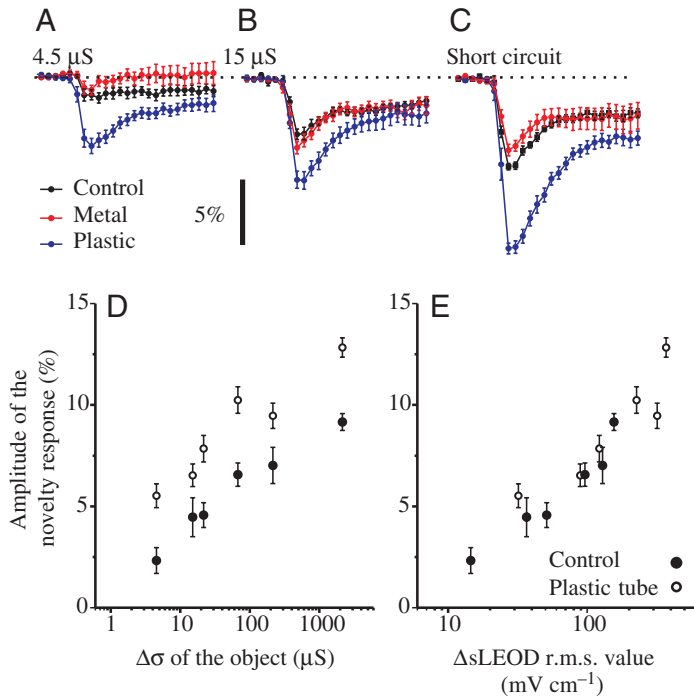 A
B
C
4.5 µS
15 µS
Short circuit
Control
Metal
Plastic
5%
D
E
15
10
5
0
Amplitude of the
novelty response (%)
1
10
100
1000
Δσ of the object (µS)
15
10
5
0
Control
Plastic tube
10
100
ΔsLEOD r.m.s. value
(mV cm⁻¹)